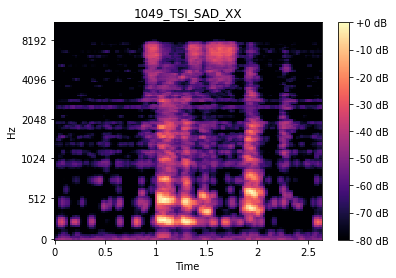 1049_TSI_SAD_XX
+0 dB
8192
-10 dB
4096
-20 dB
-30 dB
2048
Hz
-40 dB
1024
-50 dB
512
-60 dB
-70 dB
0
-80 dB
0 0.5 1 1.5 2 2.5
Time